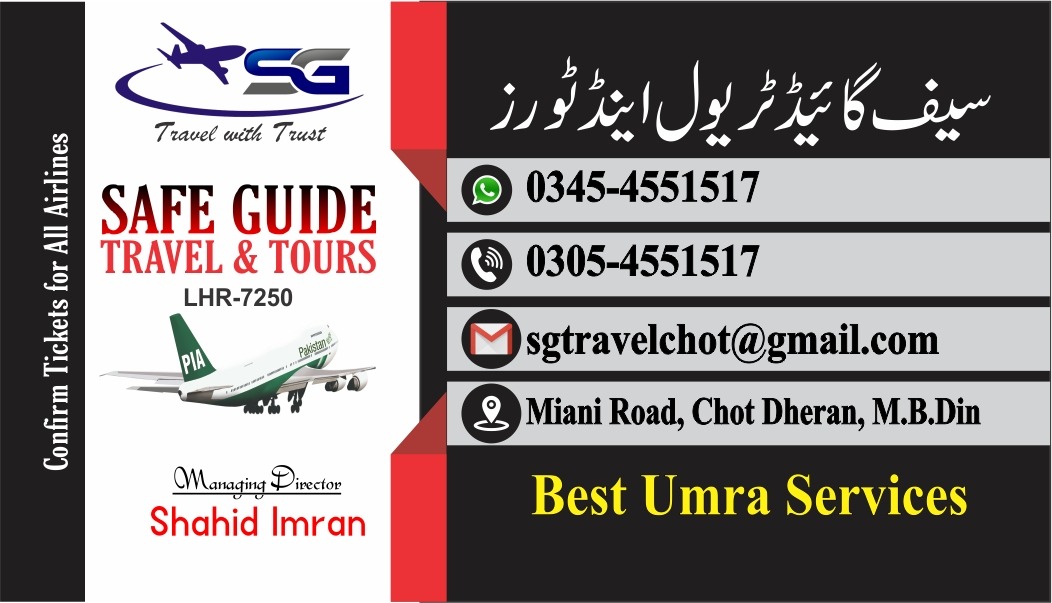 Confirm Tickets for All Airlines
SG
Travel with Trust
SAFE GUIDE
TRAVEL & TOURS
LHR-7250
PIA
Pakistan
Managing Director
Shahid Imran
سیف گائیڈ ٹریول اینڈ ٹورز
0345-4551517
0305-4551517
sgtravelchot@gmail.com
Miani Road, Chot Dheran, M.B.Din
Best Umra Services